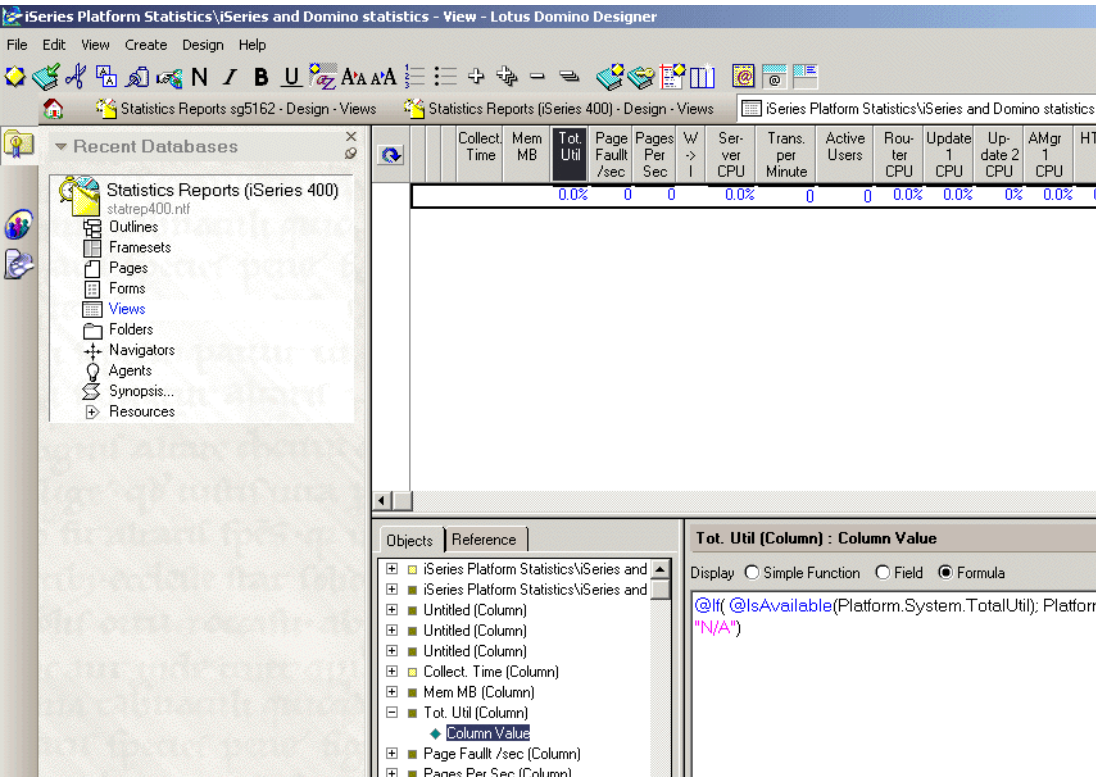 iSeries Platform Statistics\iSeries and Domino statistics - View - Lotus Domino Designer
File Edit View Create Design Help
Statistics Reports sg5162 - Design - Views Statistics Reports (iSeries 400) - Design - Views iSeries Platform Statistics\iSeries and Domino statistics
Recent Databases
Statistics Reports (iSeries 400)
statrep400.ntf
Outlines
Framesets
Pages
Forms
Views
Folders
Navigators
Agents
Synopsis...
Resources
Collect. Mem Tot. Page Pages W Ser- Trans. Active Rou- Update Up- AMgr HT
Time MB Util Faullt Per -> ver per Users ter 1 date 2 1
/sec Sec I CPU Minute CPU CPU CPU CPU
0.0% 0 0 0.0% 0 0 0.0% 0.0% 0% 0.0%
Objects Reference
iSeries Platform Statistics\iSeries and
iSeries Platform Statistics\iSeries and
Untitled (Column)
Untitled (Column)
Untitled (Column)
Collect. Time (Column)
Mem MB (Column)
Tot. Util (Column)
Column Value
Page Faullt /sec (Column)
Pages Per Sec (Column)
Tot. Util (Column) : Column Value
Display Simple Function Field Formula
@If( @IsAvailable(Platform.System.TotalUtil); Platform
"N/A")